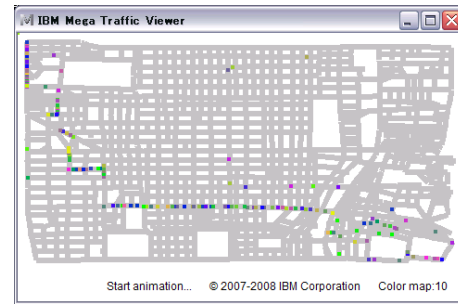 IBM Mega Traffic Viewer
Start animation... © 2007-2008 IBM Corporation Color map:10